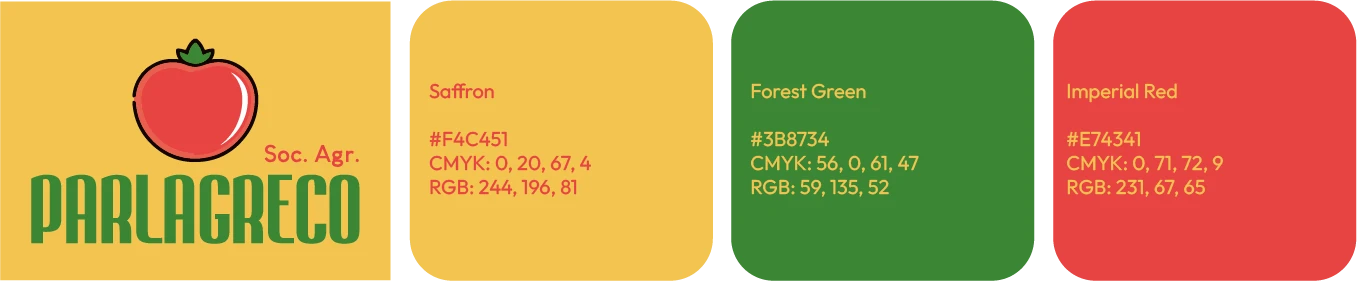 Soc. Agr.
PARLAGRECO
Saffron
#F4C451
CMYK: 0, 20, 67, 4
RGB: 244, 196, 81
Forest Green
#3B8734
CMYK: 56, 0, 61, 47
RGB: 59, 135, 52
Imperial Red
#E74341
CMYK: 0, 71, 72, 9
RGB: 231, 67, 65